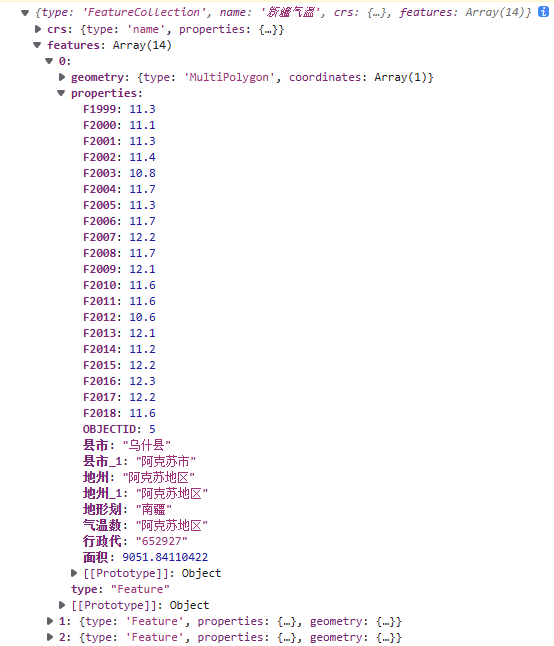 {type: 'FeatureCollection', name: '新疆气温', crs: {…}, features: Array(14)} i
crs: {type: 'name', properties: {…}}
features: Array(14)
0:
geometry: {type: 'MultiPolygon', coordinates: Array(1)}
properties:
F1999: 11.3
F2000: 11.1
F2001: 11.3
F2002: 11.4
F2003: 10.8
F2004: 11.7
F2005: 11.3
F2006: 11.7
F2007: 12.2
F2008: 11.7
F2009: 12.1
F2010: 11.6
F2011: 11.6
F2012: 10.6
F2013: 12.1
F2014: 11.2
F2015: 12.2
F2016: 12.3
F2017: 12.2
F2018: 11.6
OBJECTID: 5
县市: "乌什县"
县市_1: "阿克苏市"
地州: "阿克苏地区"
地州_1: "阿克苏地区"
地形划: "南疆"
气温数: "阿克苏地区"
行政代: "652927"
面积: 9051.84110422
[[Prototype]]: Object
type: "Feature"
[[Prototype]]: Object
1: {type: 'Feature', properties: {…}, geometry: {…}}
2: {type: 'Feature', properties: {…}, geometry: {…}}